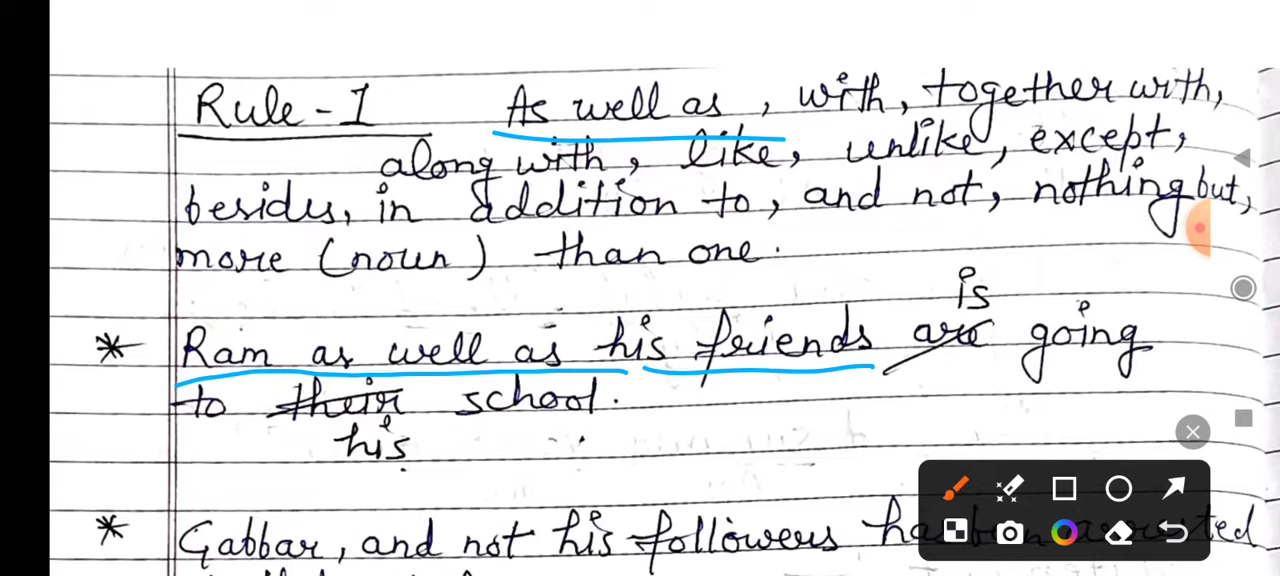 Rule-1 As well as, with, together with,
along with, like, unlike, except,
besides, in addition to, and not, nothing but,
more (noun) than one.
is
* Ram as well as his friends are going
to their school.
his
* Gabbar, and not his followers